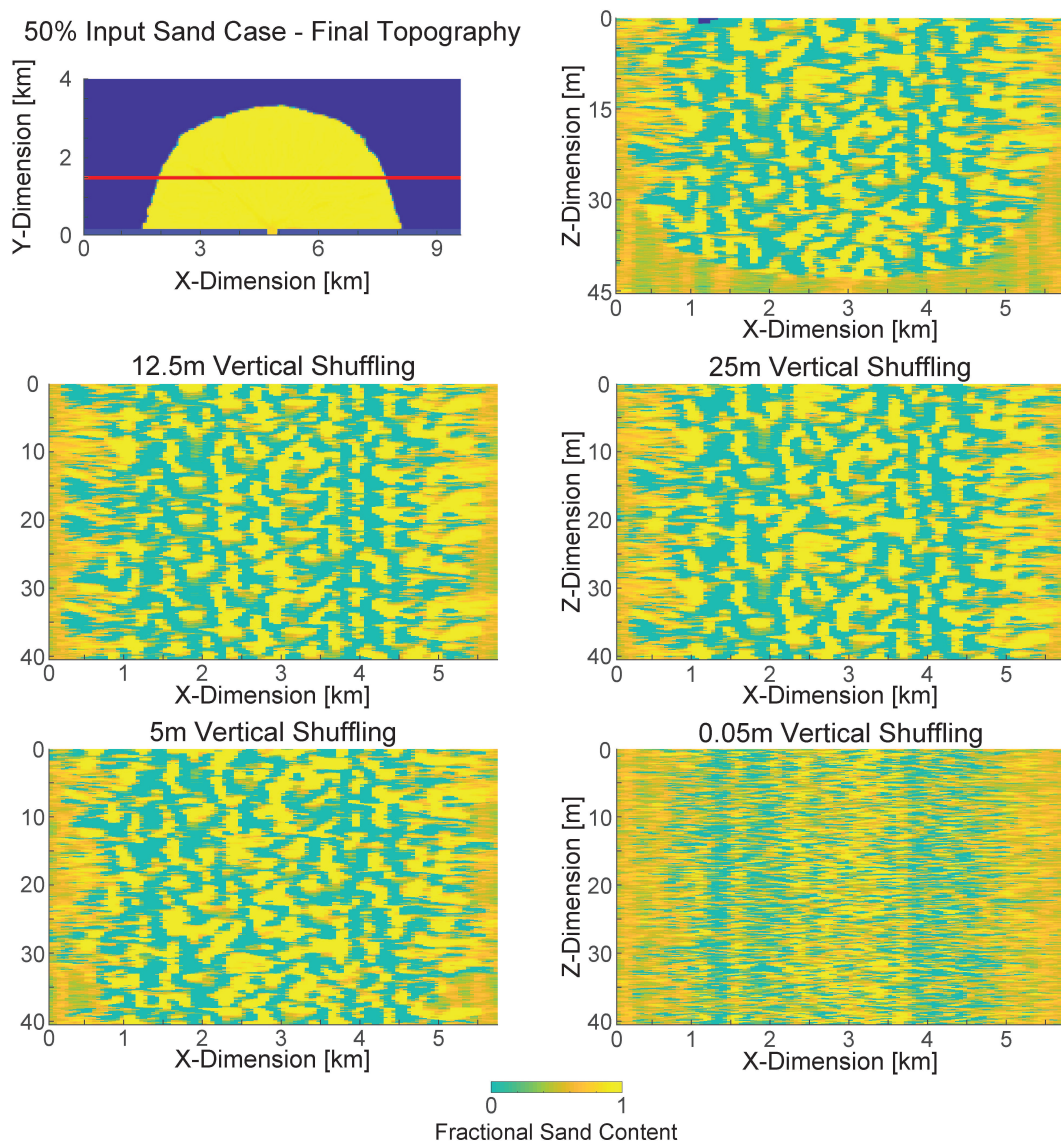 50% Input Sand Case - Final Topography
4
2
0
Y-Dimension [km]
0 3 6 9
X-Dimension [km]
0
15
30
45
Z-Dimension [m]
0 1 2 3 4 5
X-Dimension [km]
12.5m Vertical Shuffling
0
10
20
30
40
0 1 2 3 4 5
X-Dimension [km]
25m Vertical Shuffling
0
10
20
30
40
Z-Dimension [m]
0 1 2 3 4 5
X-Dimension [km]
5m Vertical Shuffling
0
10
20
30
40
0 1 2 3 4 5
X-Dimension [km]
0.05m Vertical Shuffling
0
10
20
30
40
Z-Dimension [m]
0 1 2 3 4 5
X-Dimension [km]
0 1
Fractional Sand Content